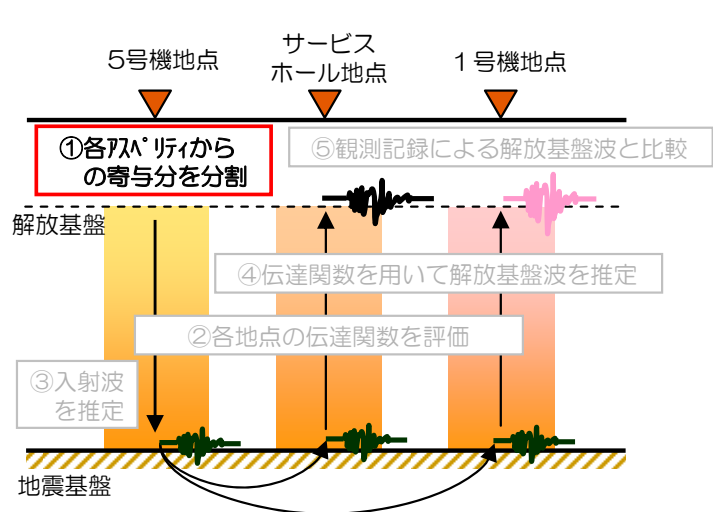 5号機地点
サービス
ホール地点
1号機地点
①各アスペリティから
の寄与分を分割
⑤観測記録による解放基盤波と比較
解放基盤
④伝達関数を用いて解放基盤波を推定
②各地点の伝達関数を評価
③入射波
を推定
地震基盤